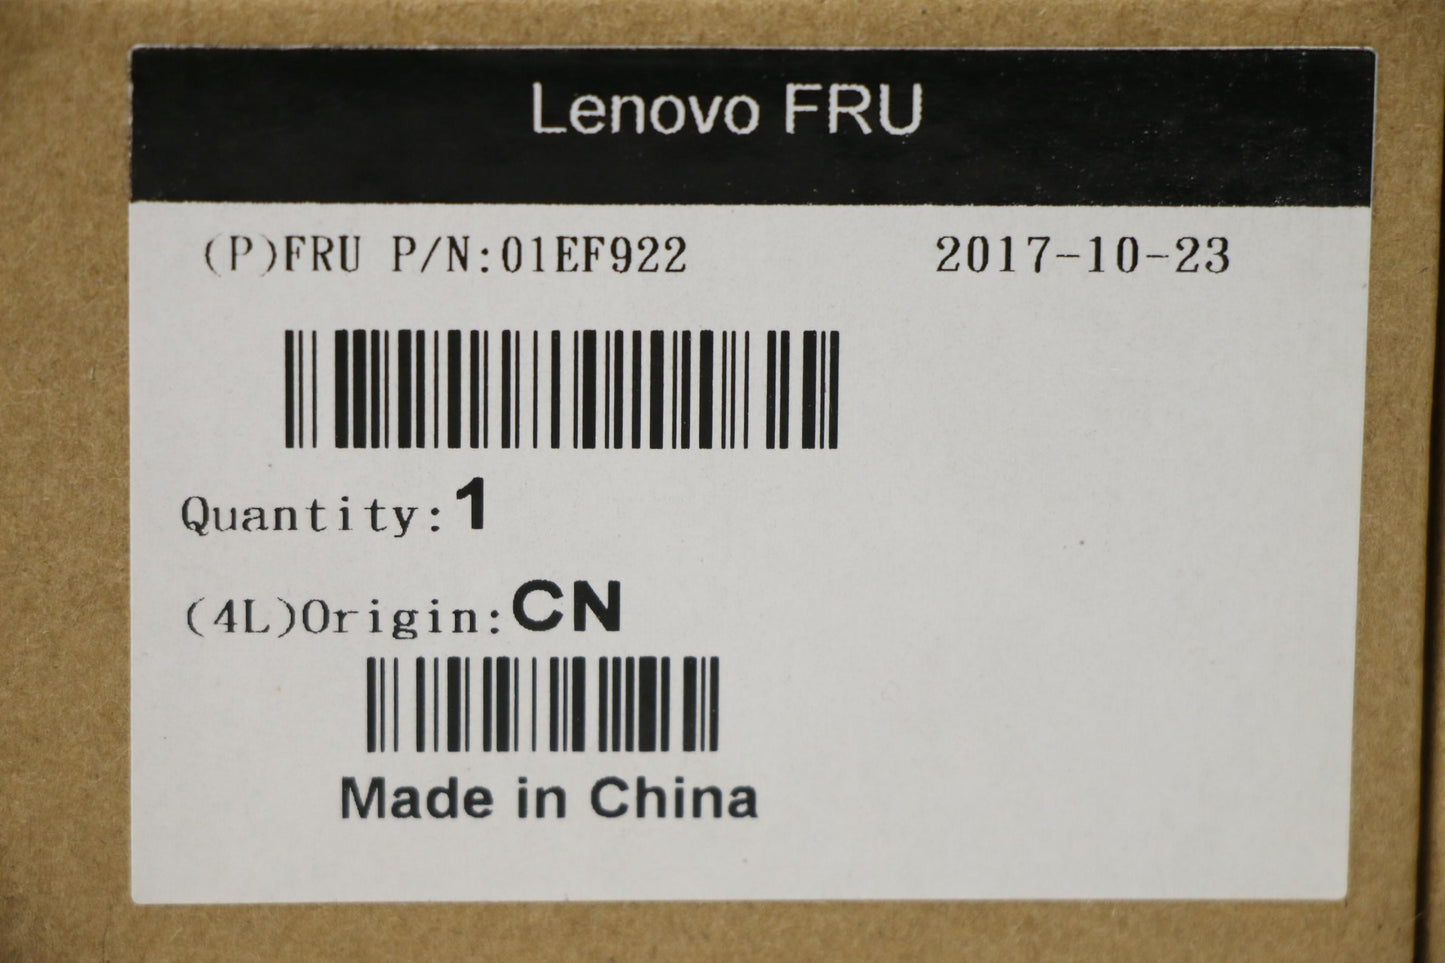 Lenovo FRU
(P)FRU P/N:01EF922 2017-10-23
Quantity:1
(4L)Origin:CN
Made in China